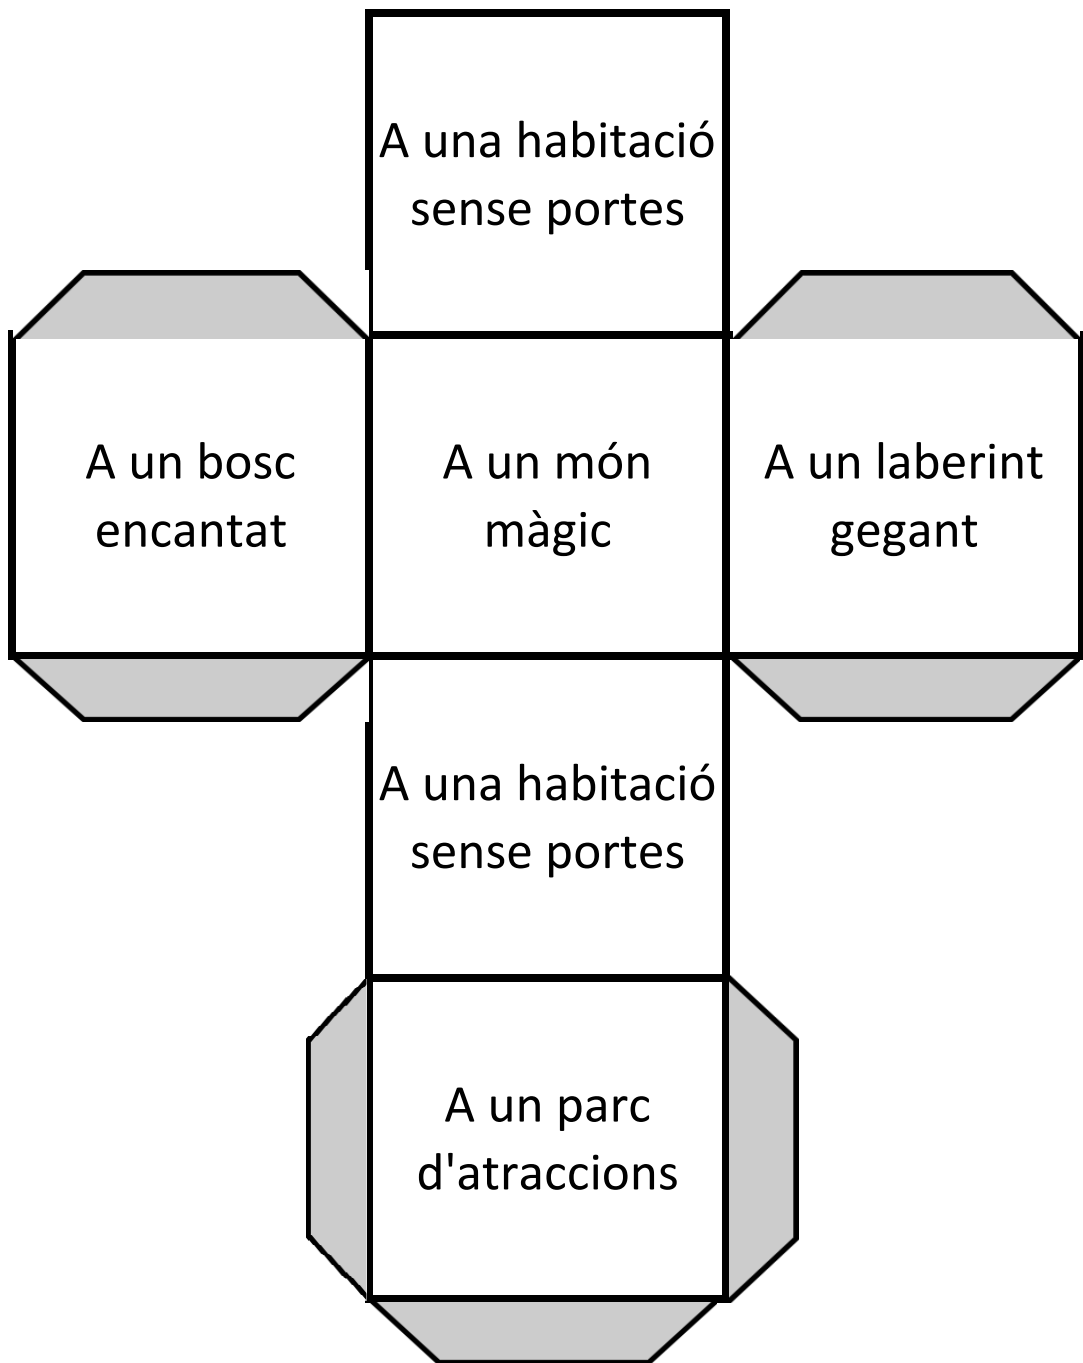 A una habitació
sense portes
A un bosc
encantat
A un món
màgic
A un laberint
gegant
A una habitació
sense portes
A un parc
d'atraccions